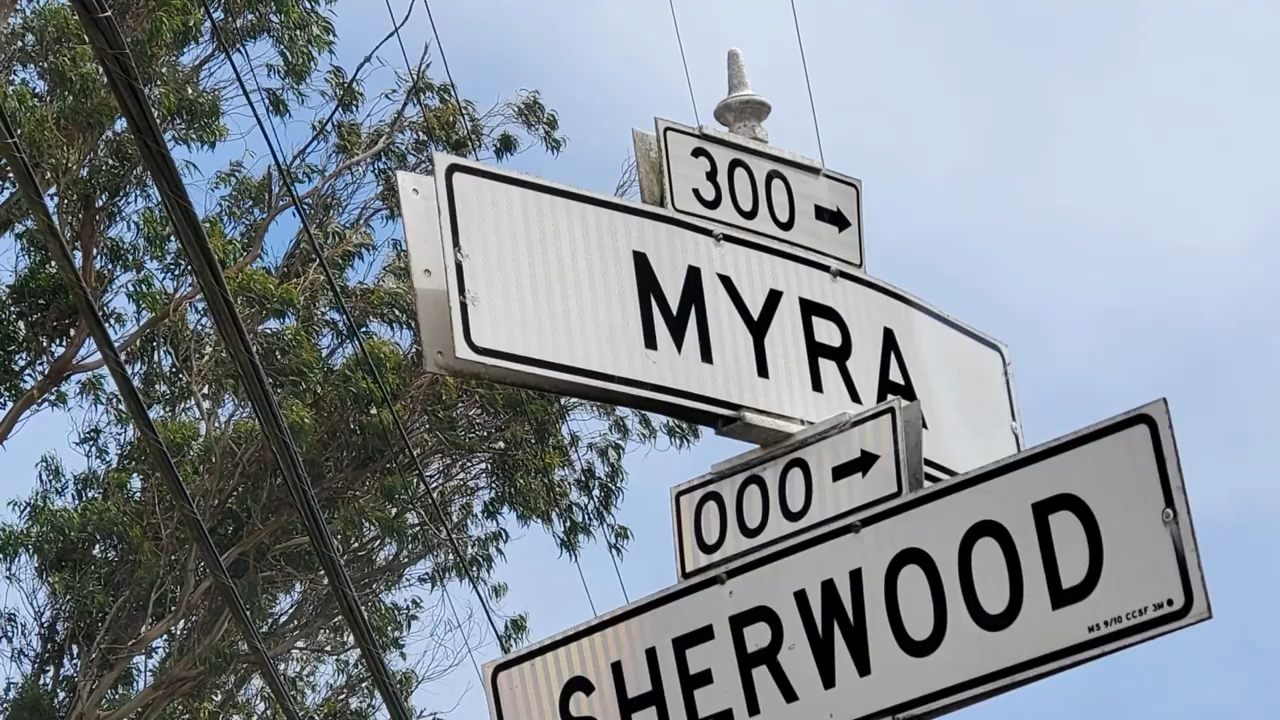 300 →
MYRA
000 →
SHERWOOD
MS 9/10 CCSF 3M